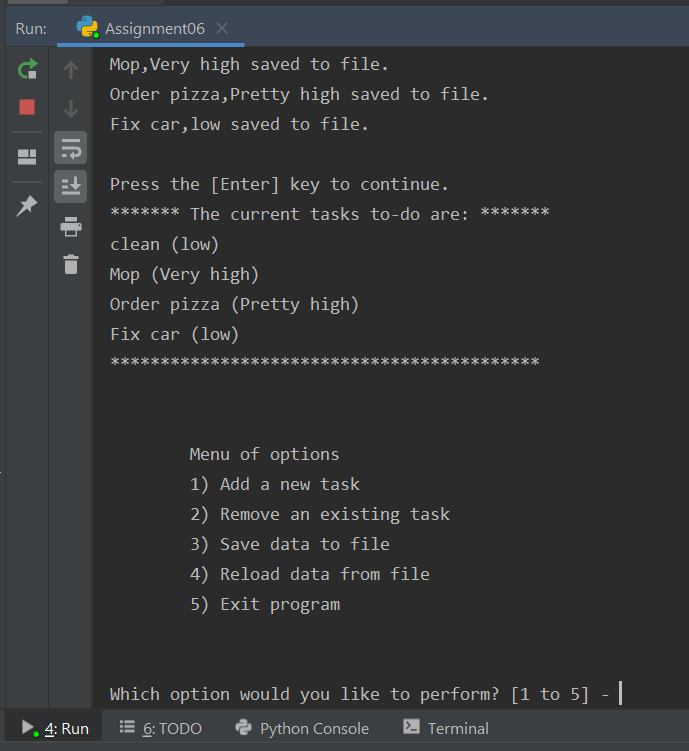 Run: Assignment06
Mop,Very high saved to file.
Order pizza,Pretty high saved to file.
Fix car,low saved to file.
Press the [Enter] key to continue.
******* The current tasks to-do are: *******
clean (low)
Mop (Very high)
Order pizza (Pretty high)
Fix car (low)
*******************************************
Menu of options
1) Add a new task
2) Remove an existing task
3) Save data to file
4) Reload data from file
5) Exit program
Which option would you like to perform? [1 to 5] -
4: Run 6: TODO Python Console Terminal